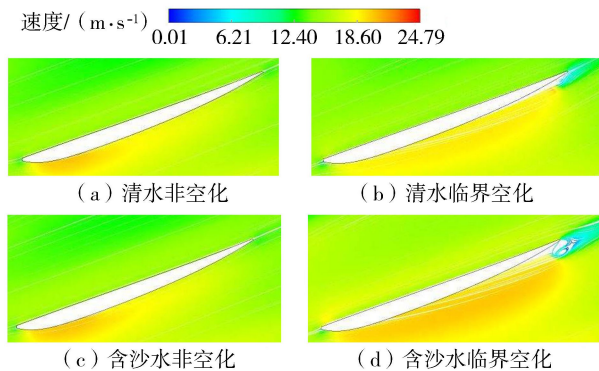 速度/(m·s⁻¹)
0.01 6.21 12.40 18.60 24.79
(a)清水非空化
(b)清水临界空化
(c)含沙水非空化
(d)含沙水临界空化